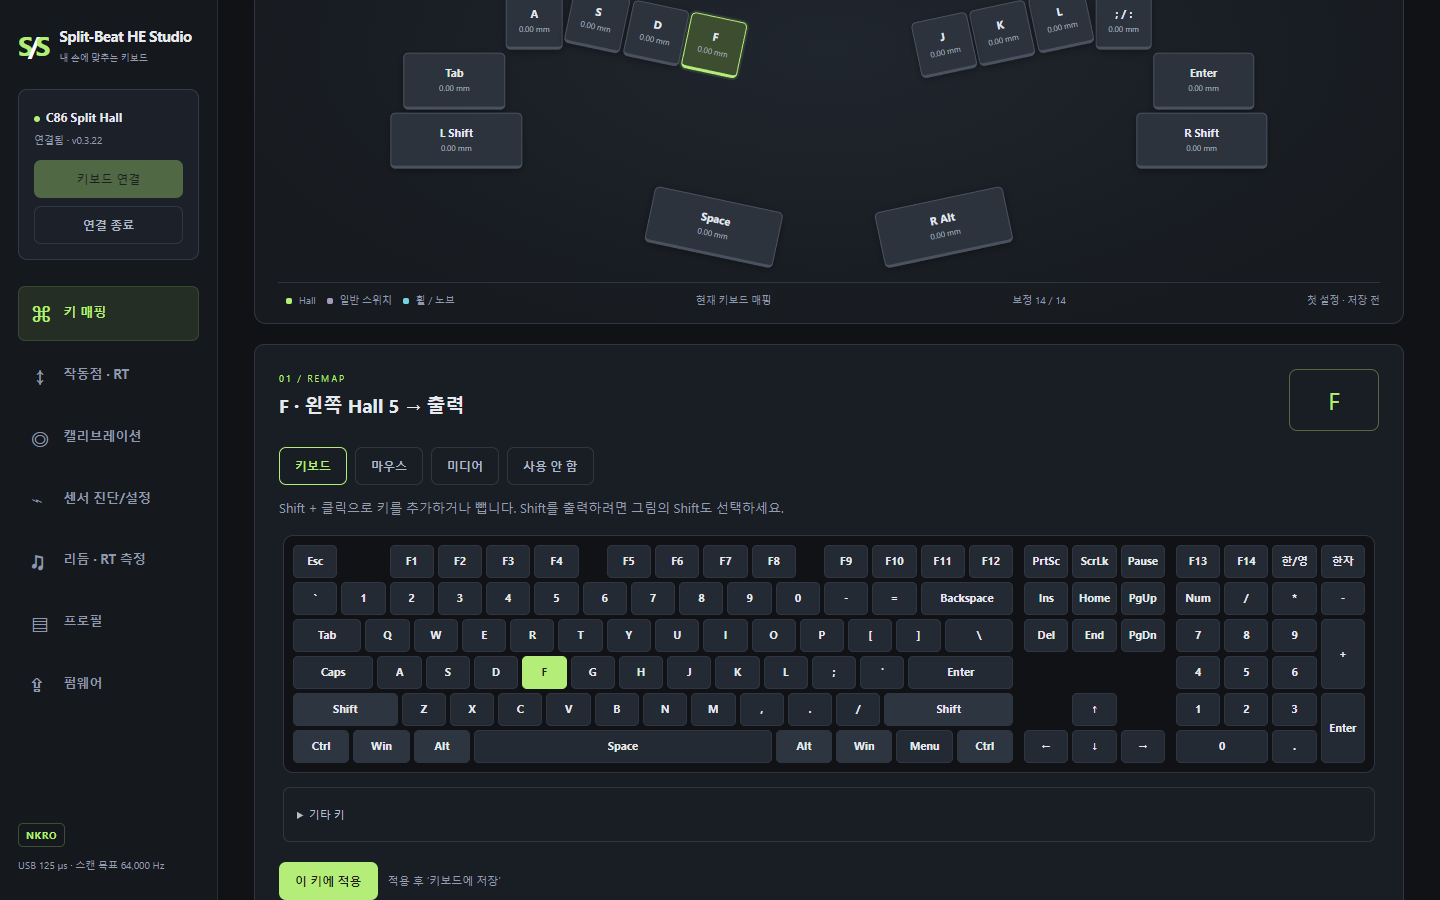 S/S Split-Beat HE Studio
내 손에 맞추는 키보드
C86 Split Hall
연결됨 · v0.3.22
키보드 연결
연결 종료
키 매핑
작동점 · RT
캘리브레이션
센서 진단/설정
리듬 · RT 측정
프로필
펌웨어
NKRO
USB 125 µs · 스캔 목표 64,000 Hz
A 0.00 mm
S 0.00 mm
D 0.00 mm
F 0.00 mm
J 0.00 mm
K 0.00 mm
L 0.00 mm
;/: 0.00 mm
Tab 0.00 mm
Enter 0.00 mm
L Shift 0.00 mm
R Shift 0.00 mm
Space 0.00 mm
R Alt 0.00 mm
Hall 일반 스위치 휠 / 노브 현재 키보드 매핑 보정 14 / 14 첫 설정 · 저장 전
01 / REMAP
F · 왼쪽 Hall 5 → 출력
F
키보드 마우스 미디어 사용 안 함
Shift + 클릭으로 키를 추가하거나 뺍니다. Shift를 출력하려면 그림의 Shift도 선택하세요.
Esc F1 F2 F3 F4 F5 F6 F7 F8 F9 F10 F11 F12 PrtSc ScrLk Pause F13 F14 한/영 한자
` 1 2 3 4 5 6 7 8 9 0 - = Backspace Ins Home PgUp Num / * -
Tab Q W E R T Y U I O P [ ] \ Del End PgDn 7 8 9 +
Caps A S D F G H J K L ; ' Enter 4 5 6
Shift Z X C V B N M , . / Shift ↑ 1 2 3 Enter
Ctrl Win Alt Space Alt Win Menu Ctrl ← ↓ → 0 .
▶ 기타 키
이 키에 적용 적용 후 '키보드에 저장'